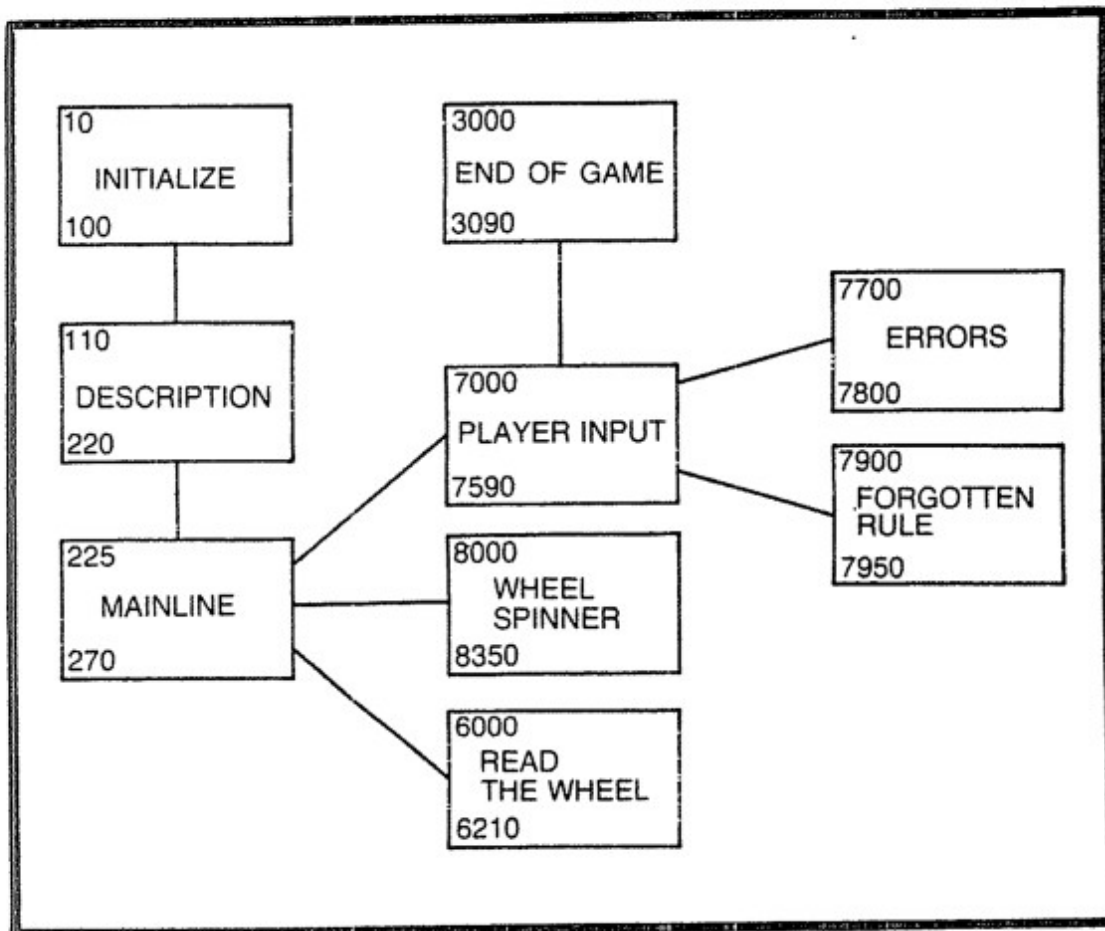 10
INITIALIZE
100
110
DESCRIPTION
220
225
MAINLINE
270
3000
END OF GAME
3090
7000
PLAYER INPUT
7590
8000
WHEEL
SPINNER
8350
6000
READ
THE WHEEL
6210
7700
ERRORS
7800
7900
FORGOTTEN
RULE
7950